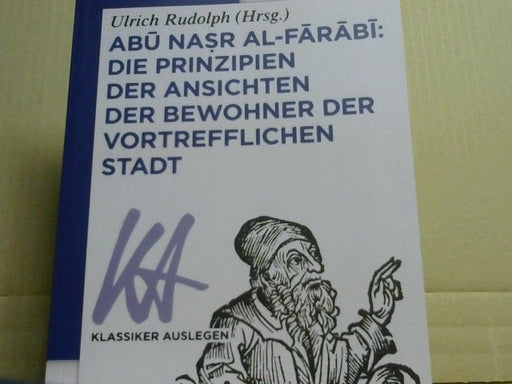 Ulrich Rudolph (Hrsg.)
ABŪ NAṢR AL-FĀRĀBĪ:
DIE PRINZIPIEN
DER ANSICHTEN
DER BEWOHNER DER
VORTREFFLICHEN
STADT
KA
KLASSIKER AUSLEGEN